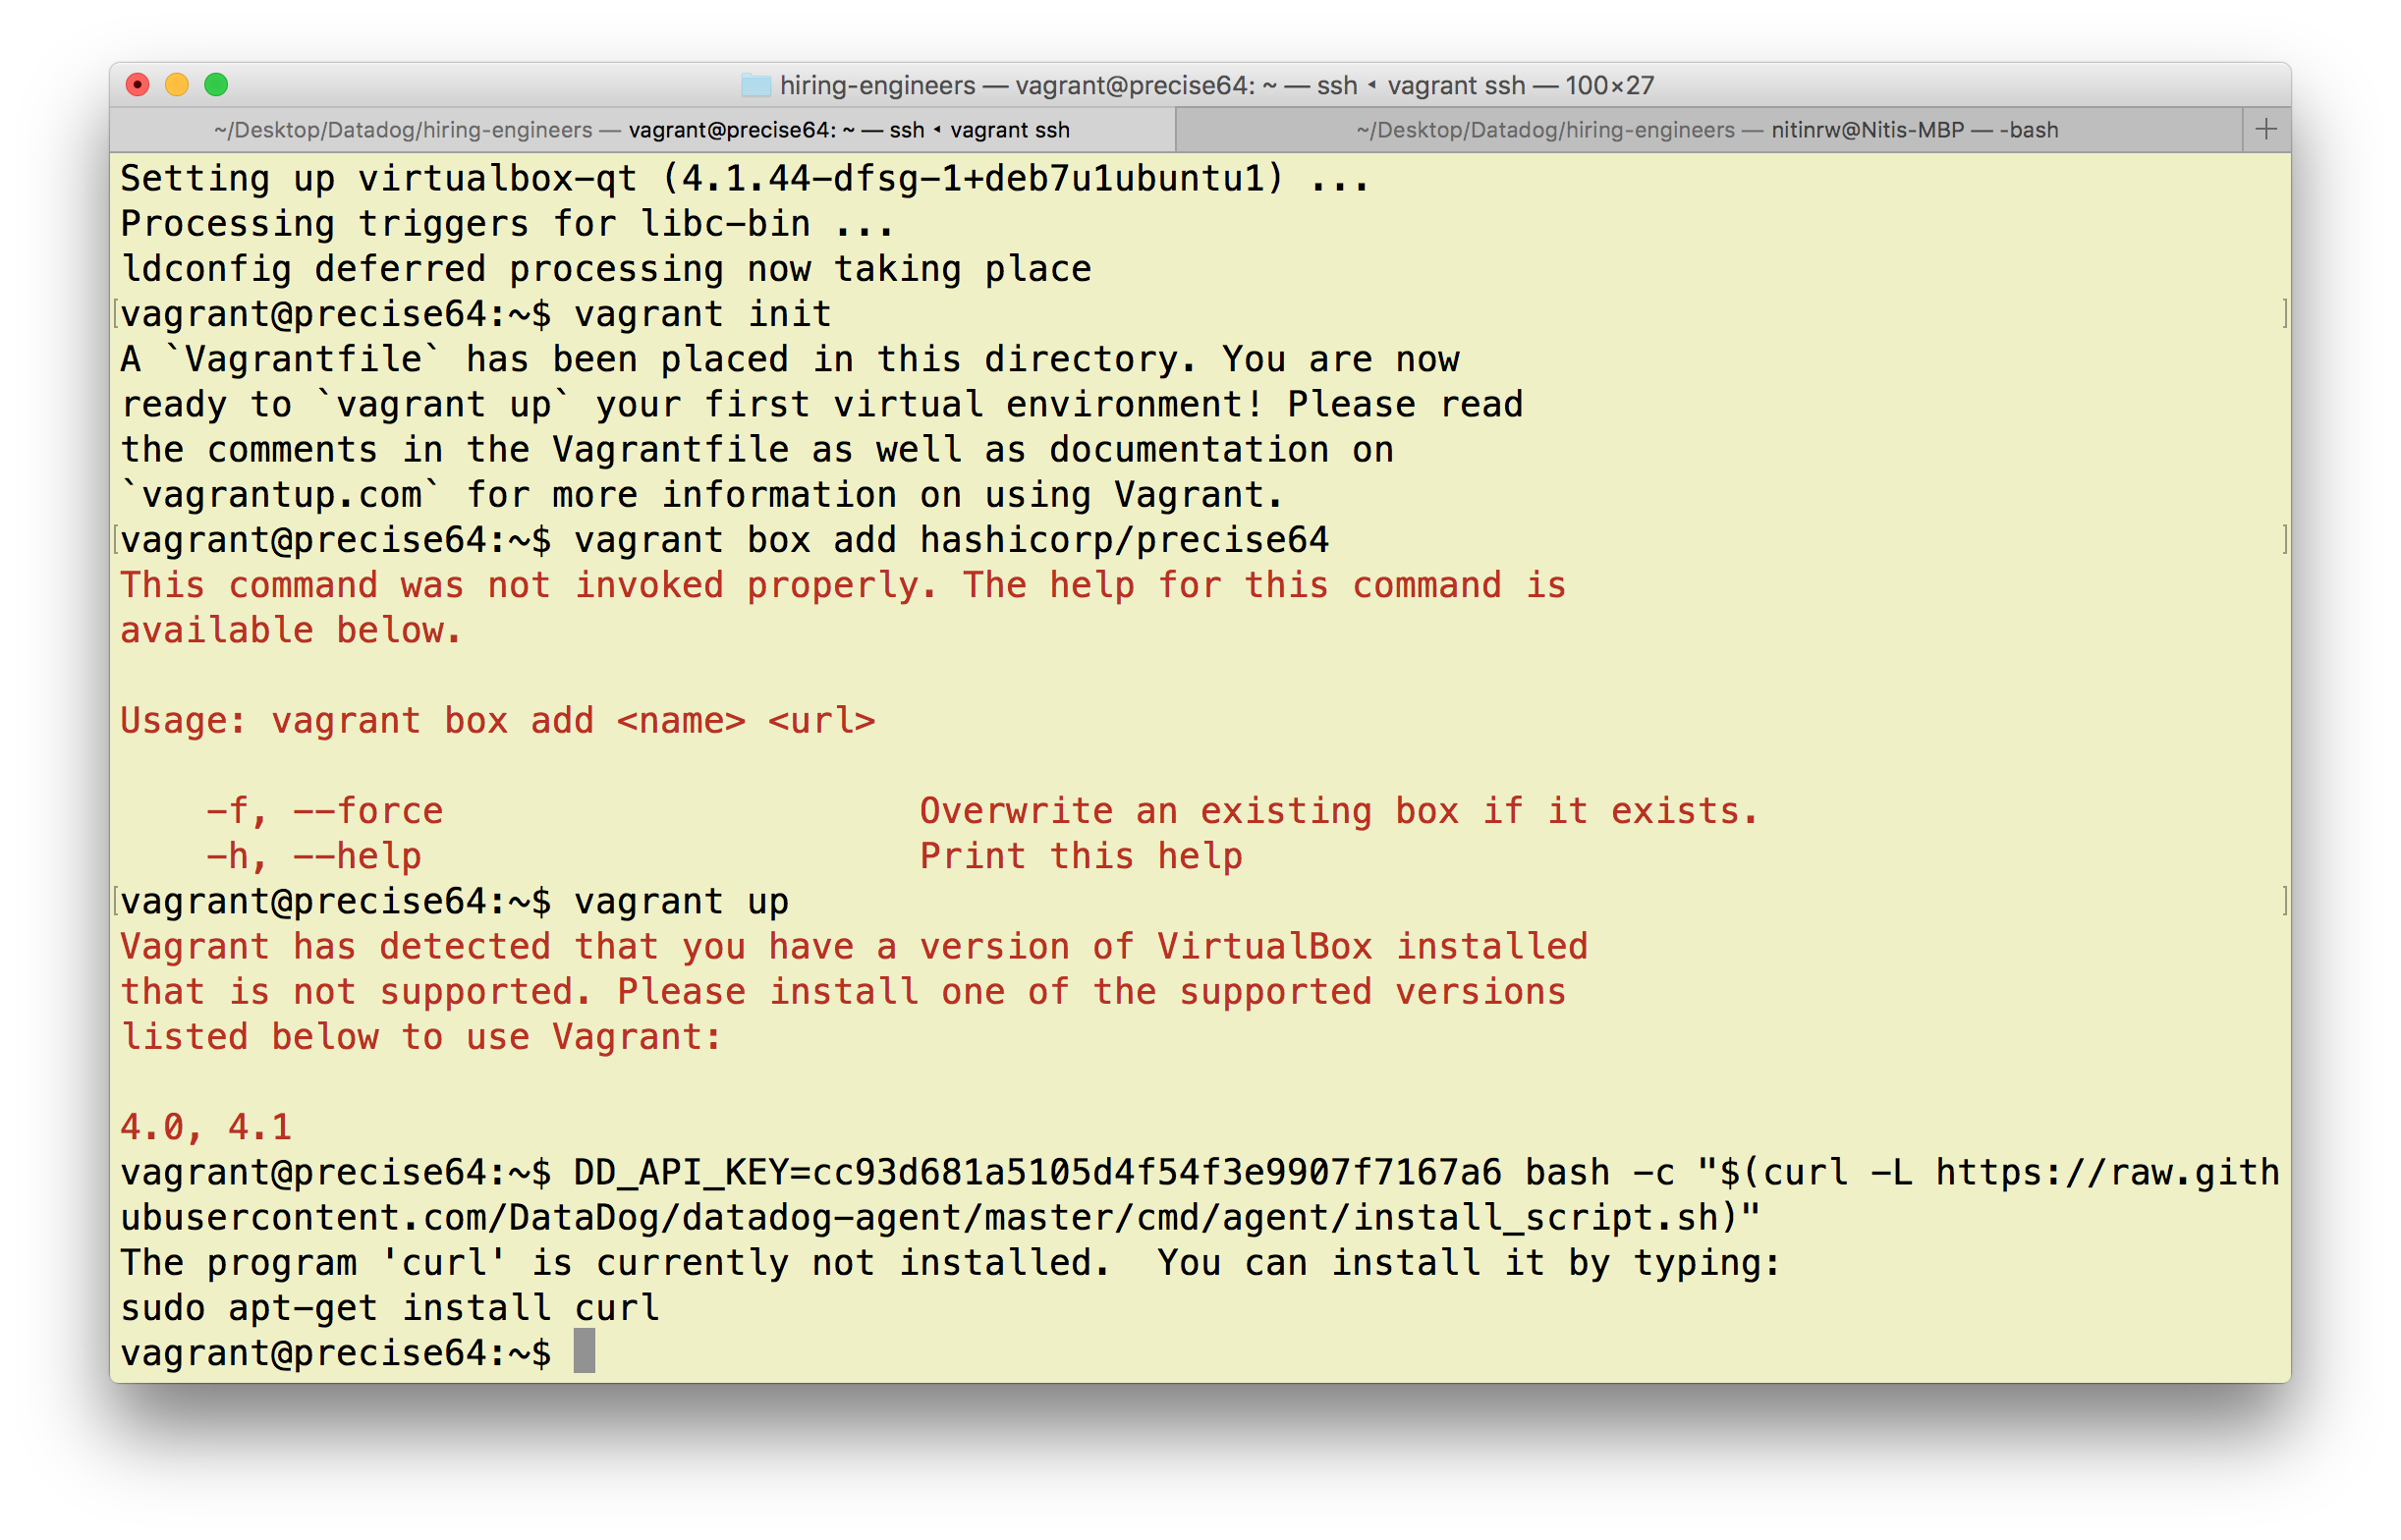 hiring-engineers — vagrant@precise64: ~ — ssh ◂ vagrant ssh — 100×27
~/Desktop/Datadog/hiring-engineers — vagrant@precise64: ~ — ssh ◂ vagrant ssh
~/Desktop/Datadog/hiring-engineers — nitinrw@Nitis-MBP — -bash
Setting up virtualbox-qt (4.1.44-dfsg-1+deb7u1ubuntu1) ...
Processing triggers for libc-bin ...
ldconfig deferred processing now taking place
vagrant@precise64:~$ vagrant init
A `Vagrantfile` has been placed in this directory. You are now
ready to `vagrant up` your first virtual environment! Please read
the comments in the Vagrantfile as well as documentation on
`vagrantup.com` for more information on using Vagrant.
vagrant@precise64:~$ vagrant box add hashicorp/precise64
This command was not invoked properly. The help for this command is
available below.
Usage: vagrant box add <name> <url>
-f, --force Overwrite an existing box if it exists.
-h, --help Print this help
vagrant@precise64:~$ vagrant up
Vagrant has detected that you have a version of VirtualBox installed
that is not supported. Please install one of the supported versions
listed below to use Vagrant:
4.0, 4.1
vagrant@precise64:~$ DD_API_KEY=cc93d681a5105d4f54f3e9907f7167a6 bash -c "$(curl -L https://raw.gith
ubusercontent.com/DataDog/datadog-agent/master/cmd/agent/install_script.sh)"
The program 'curl' is currently not installed.  You can install it by typing:
sudo apt-get install curl
vagrant@precise64:~$